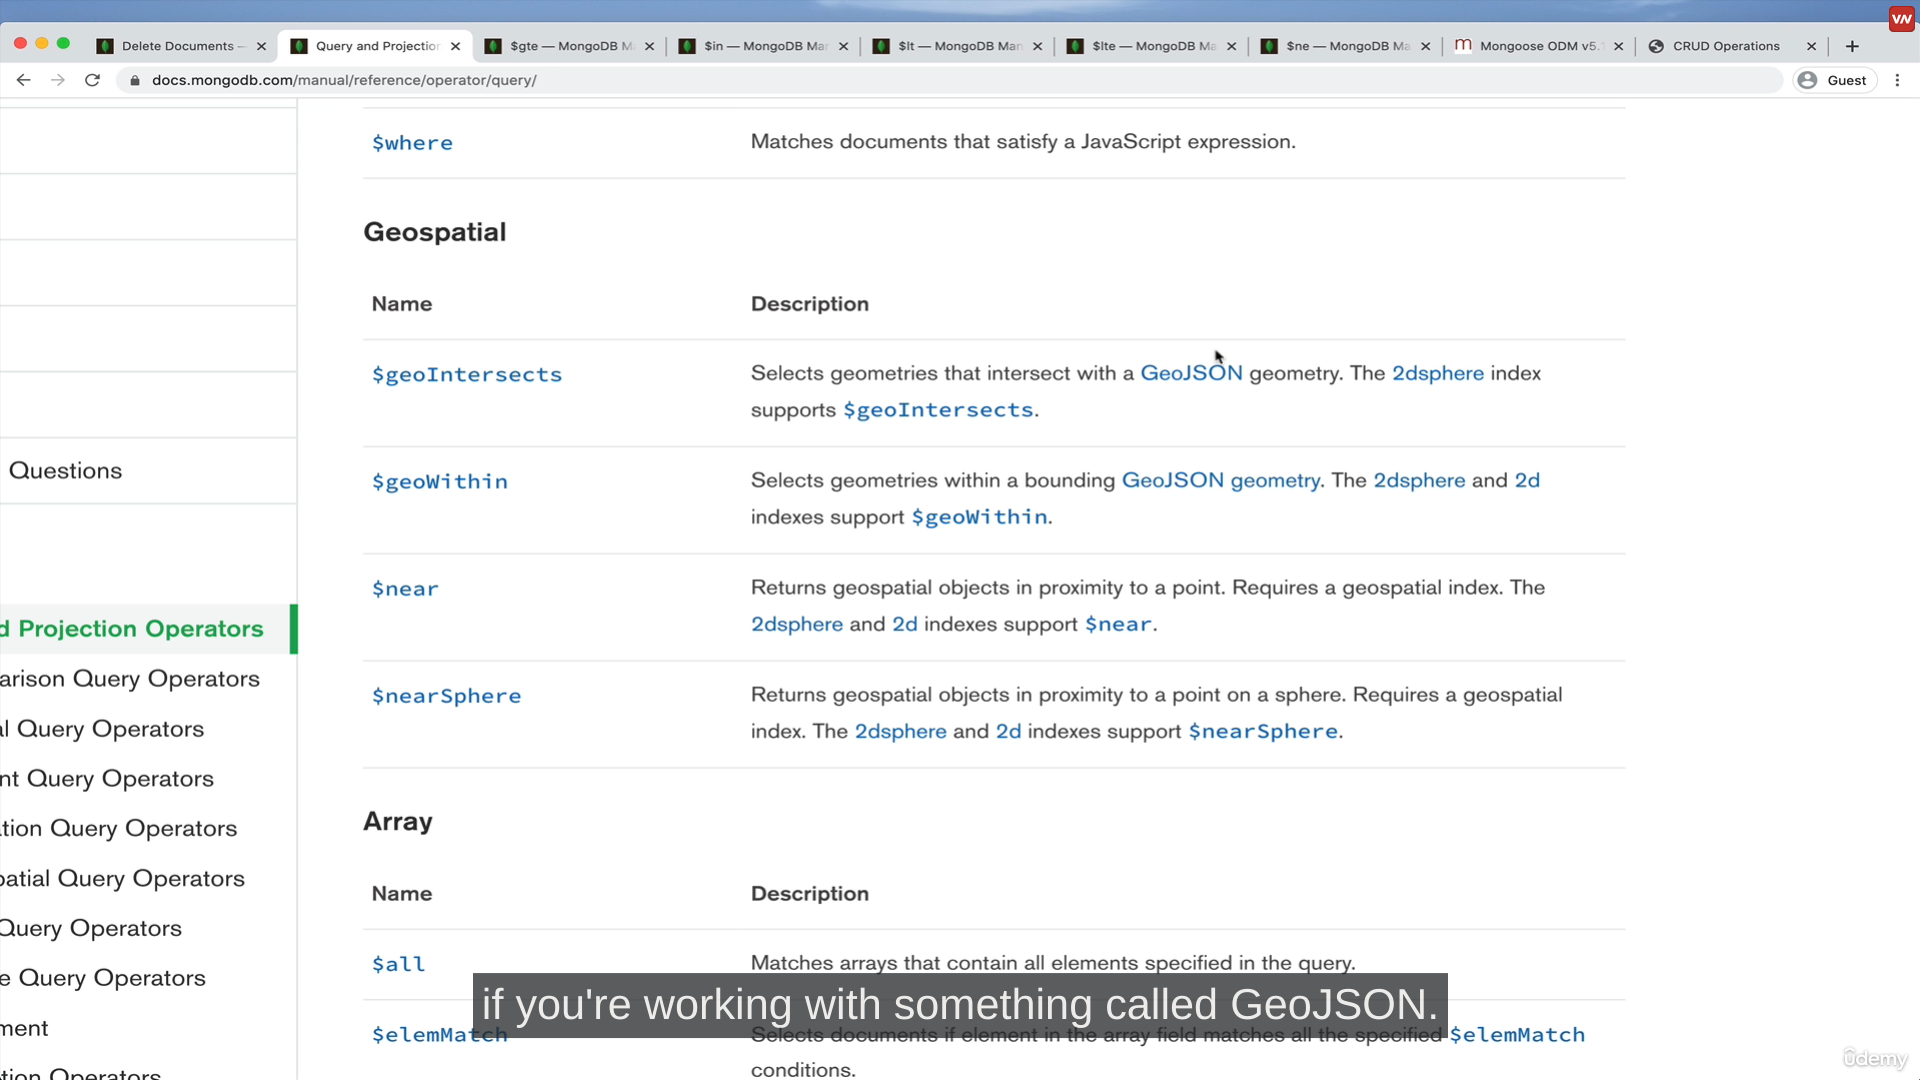 Delete Documents —
Query and Projection
$gte — MongoDB M
$in — MongoDB Man
$lt — MongoDB Man
$lte — MongoDB Ma
$ne — MongoDB Ma
Mongoose ODM v5.
CRUD Operations
docs.mongodb.com/manual/reference/operator/query/
Guest
$where
Matches documents that satisfy a JavaScript expression.
Geospatial
Name
Description
$geoIntersects
Selects geometries that intersect with a GeoJSON geometry. The 2dsphere index
supports $geoIntersects.
$geoWithin
Selects geometries within a bounding GeoJSON geometry. The 2dsphere and 2d
indexes support $geoWithin.
$near
Returns geospatial objects in proximity to a point. Requires a geospatial index. The
2dsphere and 2d indexes support $near.
$nearSphere
Returns geospatial objects in proximity to a point on a sphere. Requires a geospatial
index. The 2dsphere and 2d indexes support $nearSphere.
Array
Name
Description
$all
Matches arrays that contain all elements specified in the query.
$elemMatch
Selects documents if element in the array field matches all the specified $elemMatch
conditions.
Questions
d Projection Operators
arison Query Operators
l Query Operators
nt Query Operators
ation Query Operators
patial Query Operators
Query Operators
e Query Operators
ment
tion Operators
if you're working with something called GeoJSON.
ûdemy